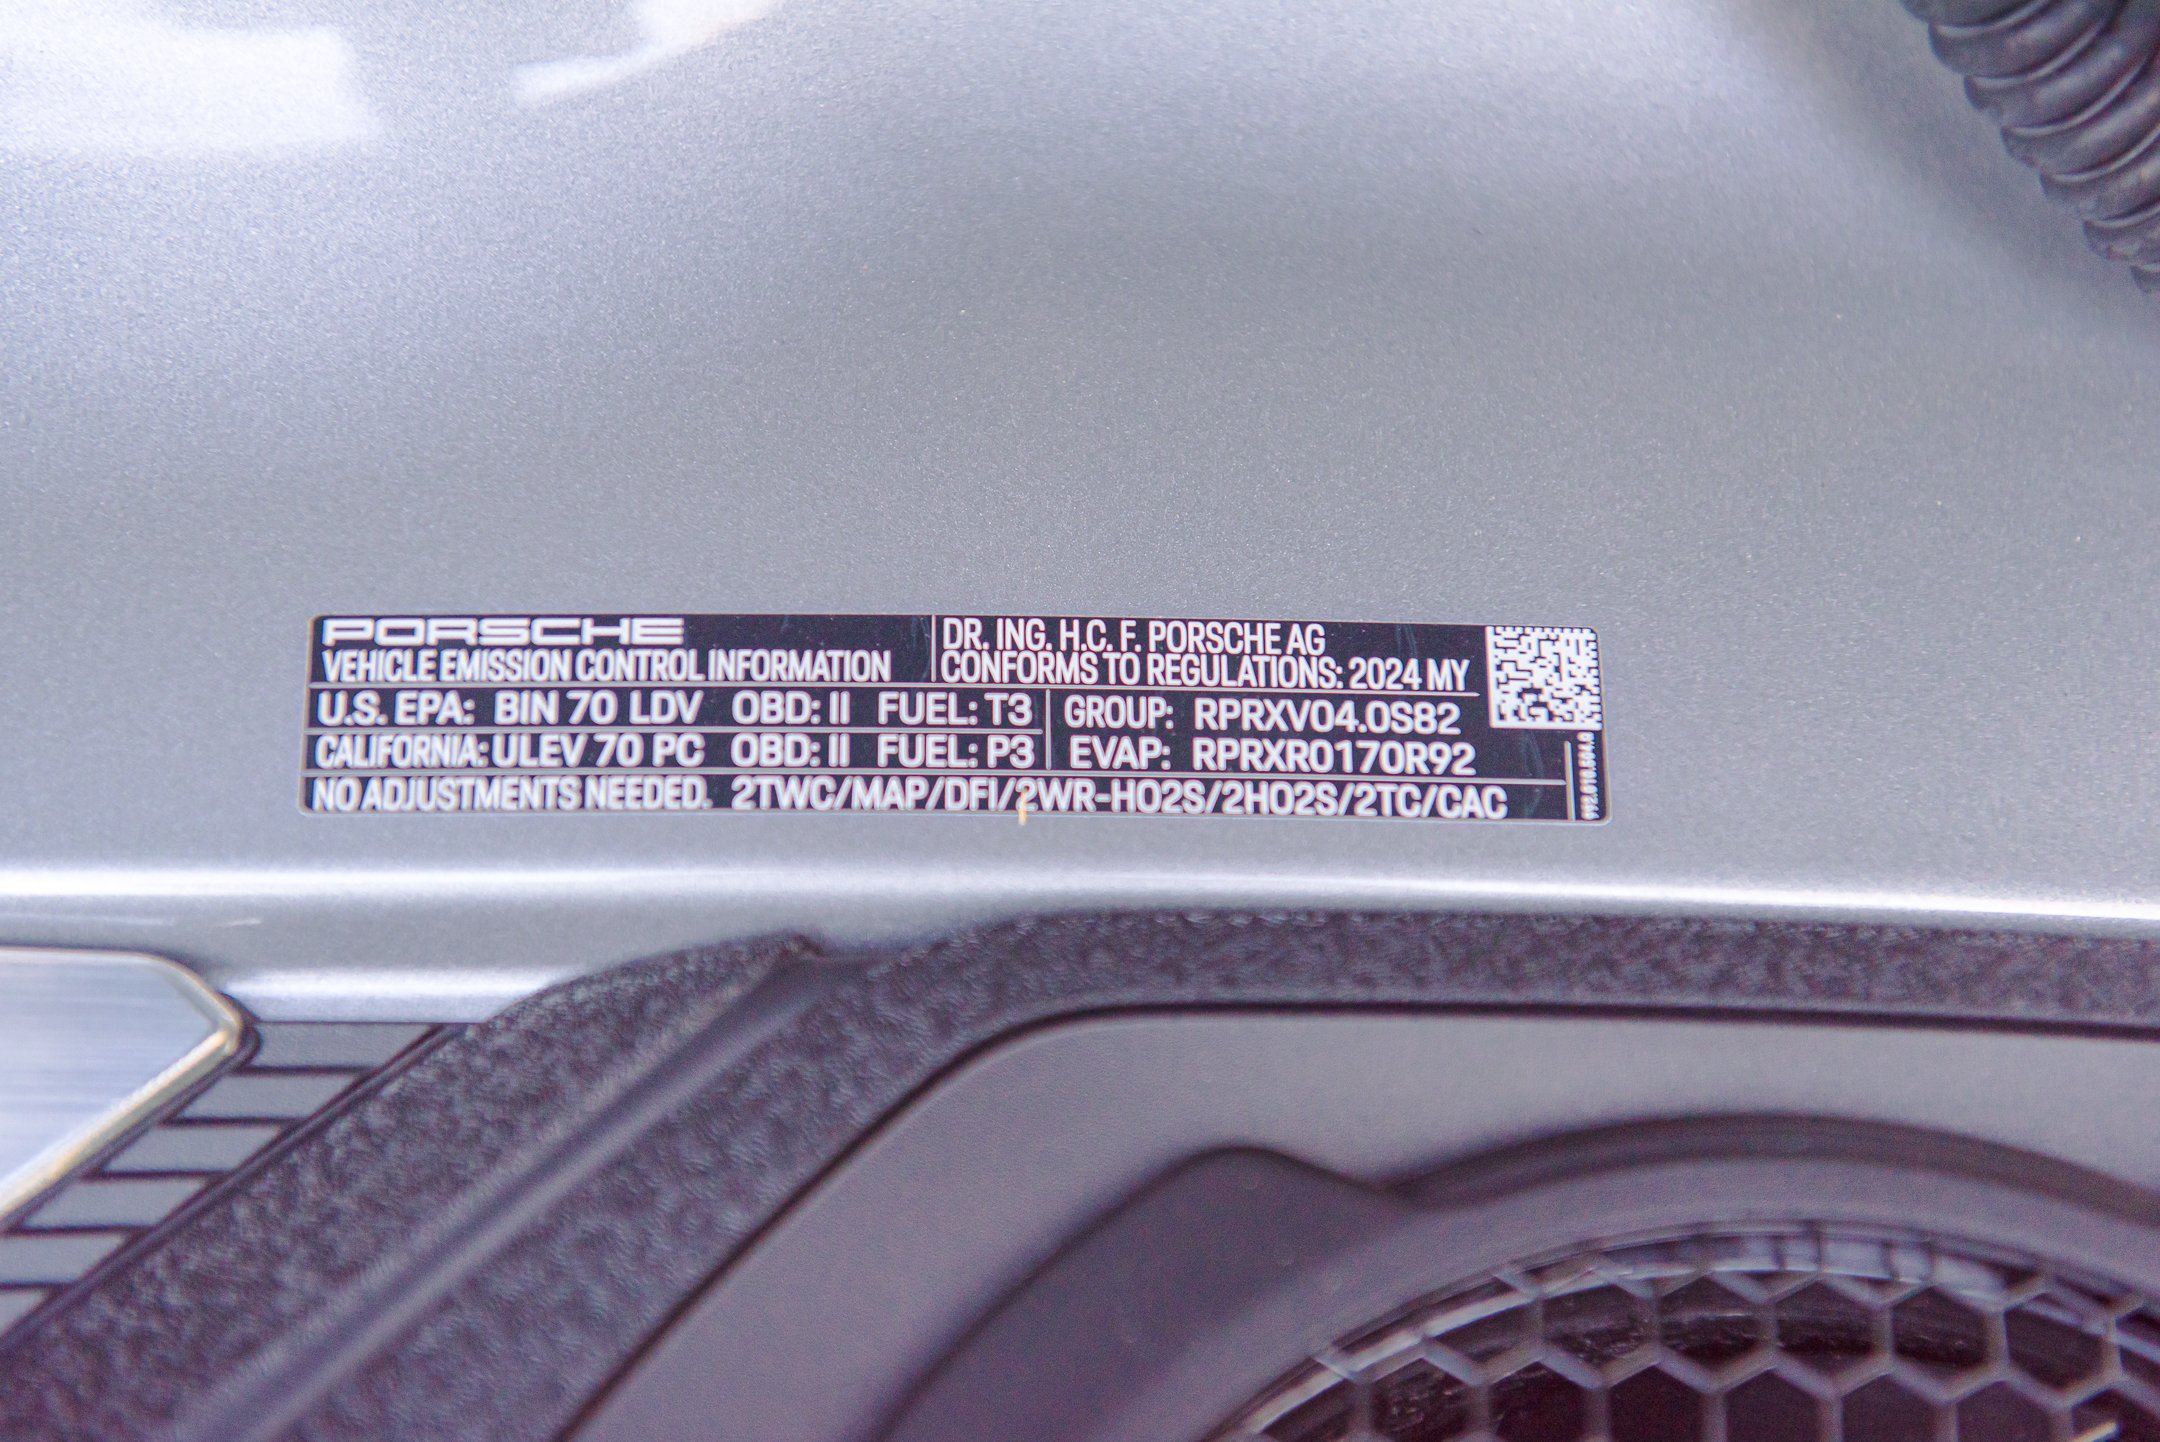 PORSCHE
VEHICLE EMISSION CONTROL INFORMATION
DR. ING. H.C. F. PORSCHE AG
CONFORMS TO REGULATIONS: 2024 MY
U.S. EPA: BIN 70 LDV OBD: II FUEL: T3
CALIFORNIA: ULEV 70 PC OBD: II FUEL: P3
GROUP: RPRXV04.0S82
EVAP: RPRXR0170R92
NO ADJUSTMENTS NEEDED. 2TWC/MAP/DFI/2WR-HO2S/2HO2S/2TC/CAC